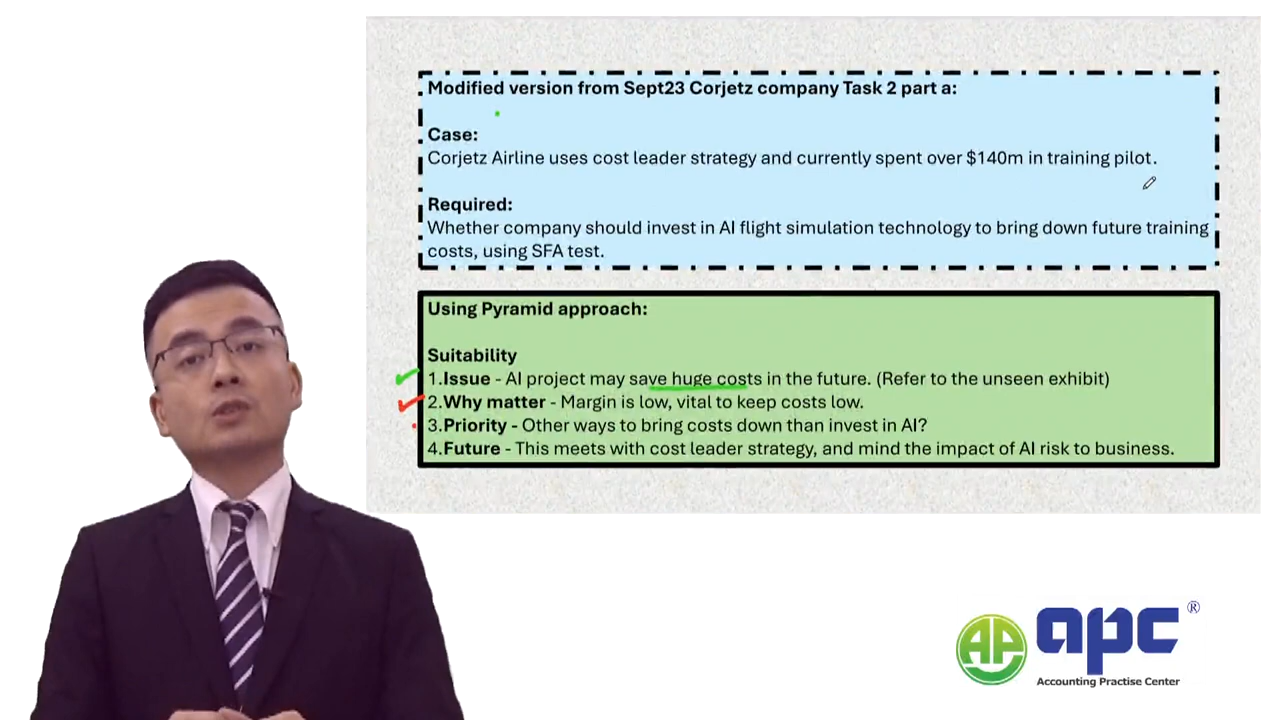 Modified version from Sept23 Corjetz company Task 2 part a:
Case:
Corjetz Airline uses cost leader strategy and currently spent over $140m in training pilot.
Required:
Whether company should invest in AI flight simulation technology to bring down future training
costs, using SFA test.
Using Pyramid approach:
Suitability
1.Issue - AI project may save huge costs in the future. (Refer to the unseen exhibit)
2.Why matter - Margin is low, vital to keep costs low.
3.Priority - Other ways to bring costs down than invest in AI?
4.Future - This meets with cost leader strategy, and mind the impact of AI risk to business.
AP apc ®
Accounting Practise Center